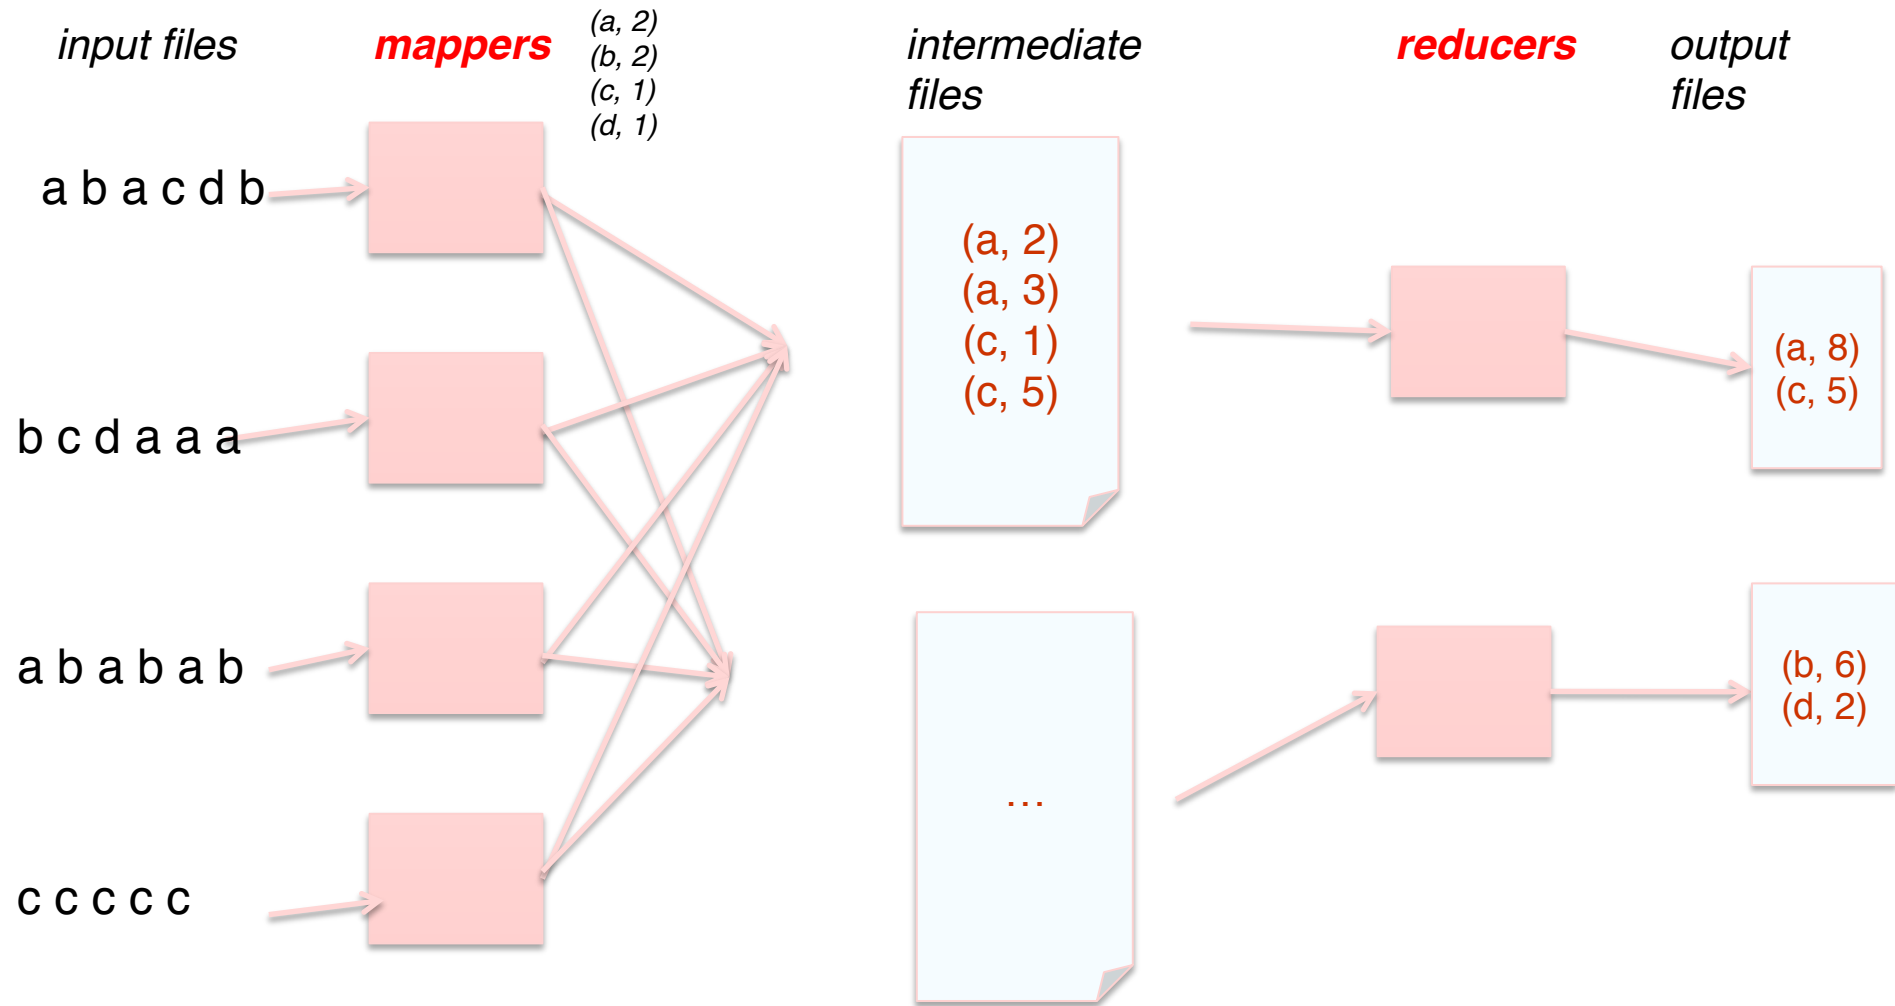 input files
mappers
(a, 2)
(b, 2)
(c, 1)
(d, 1)
intermediate
files
reducers
output
files
a b a c d b
b c d a a a
a b a b a b
c c c c c
(a, 2)
(a, 3)
(c, 1)
(c, 5)
…
(a, 8)
(c, 5)
(b, 6)
(d, 2)